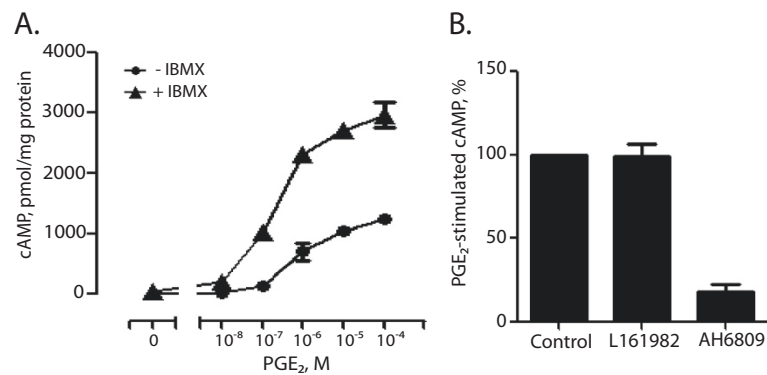 A.
cAMP, pmol/mg protein
4000
3000
2000
1000
0
- IBMX
+ IBMX
0
10⁻⁸
10⁻⁷
10⁻⁶
10⁻⁵
10⁻⁴
PGE₂, M
B.
PGE₂-stimulated cAMP, %
150
100
50
0
Control
L161982
AH6809